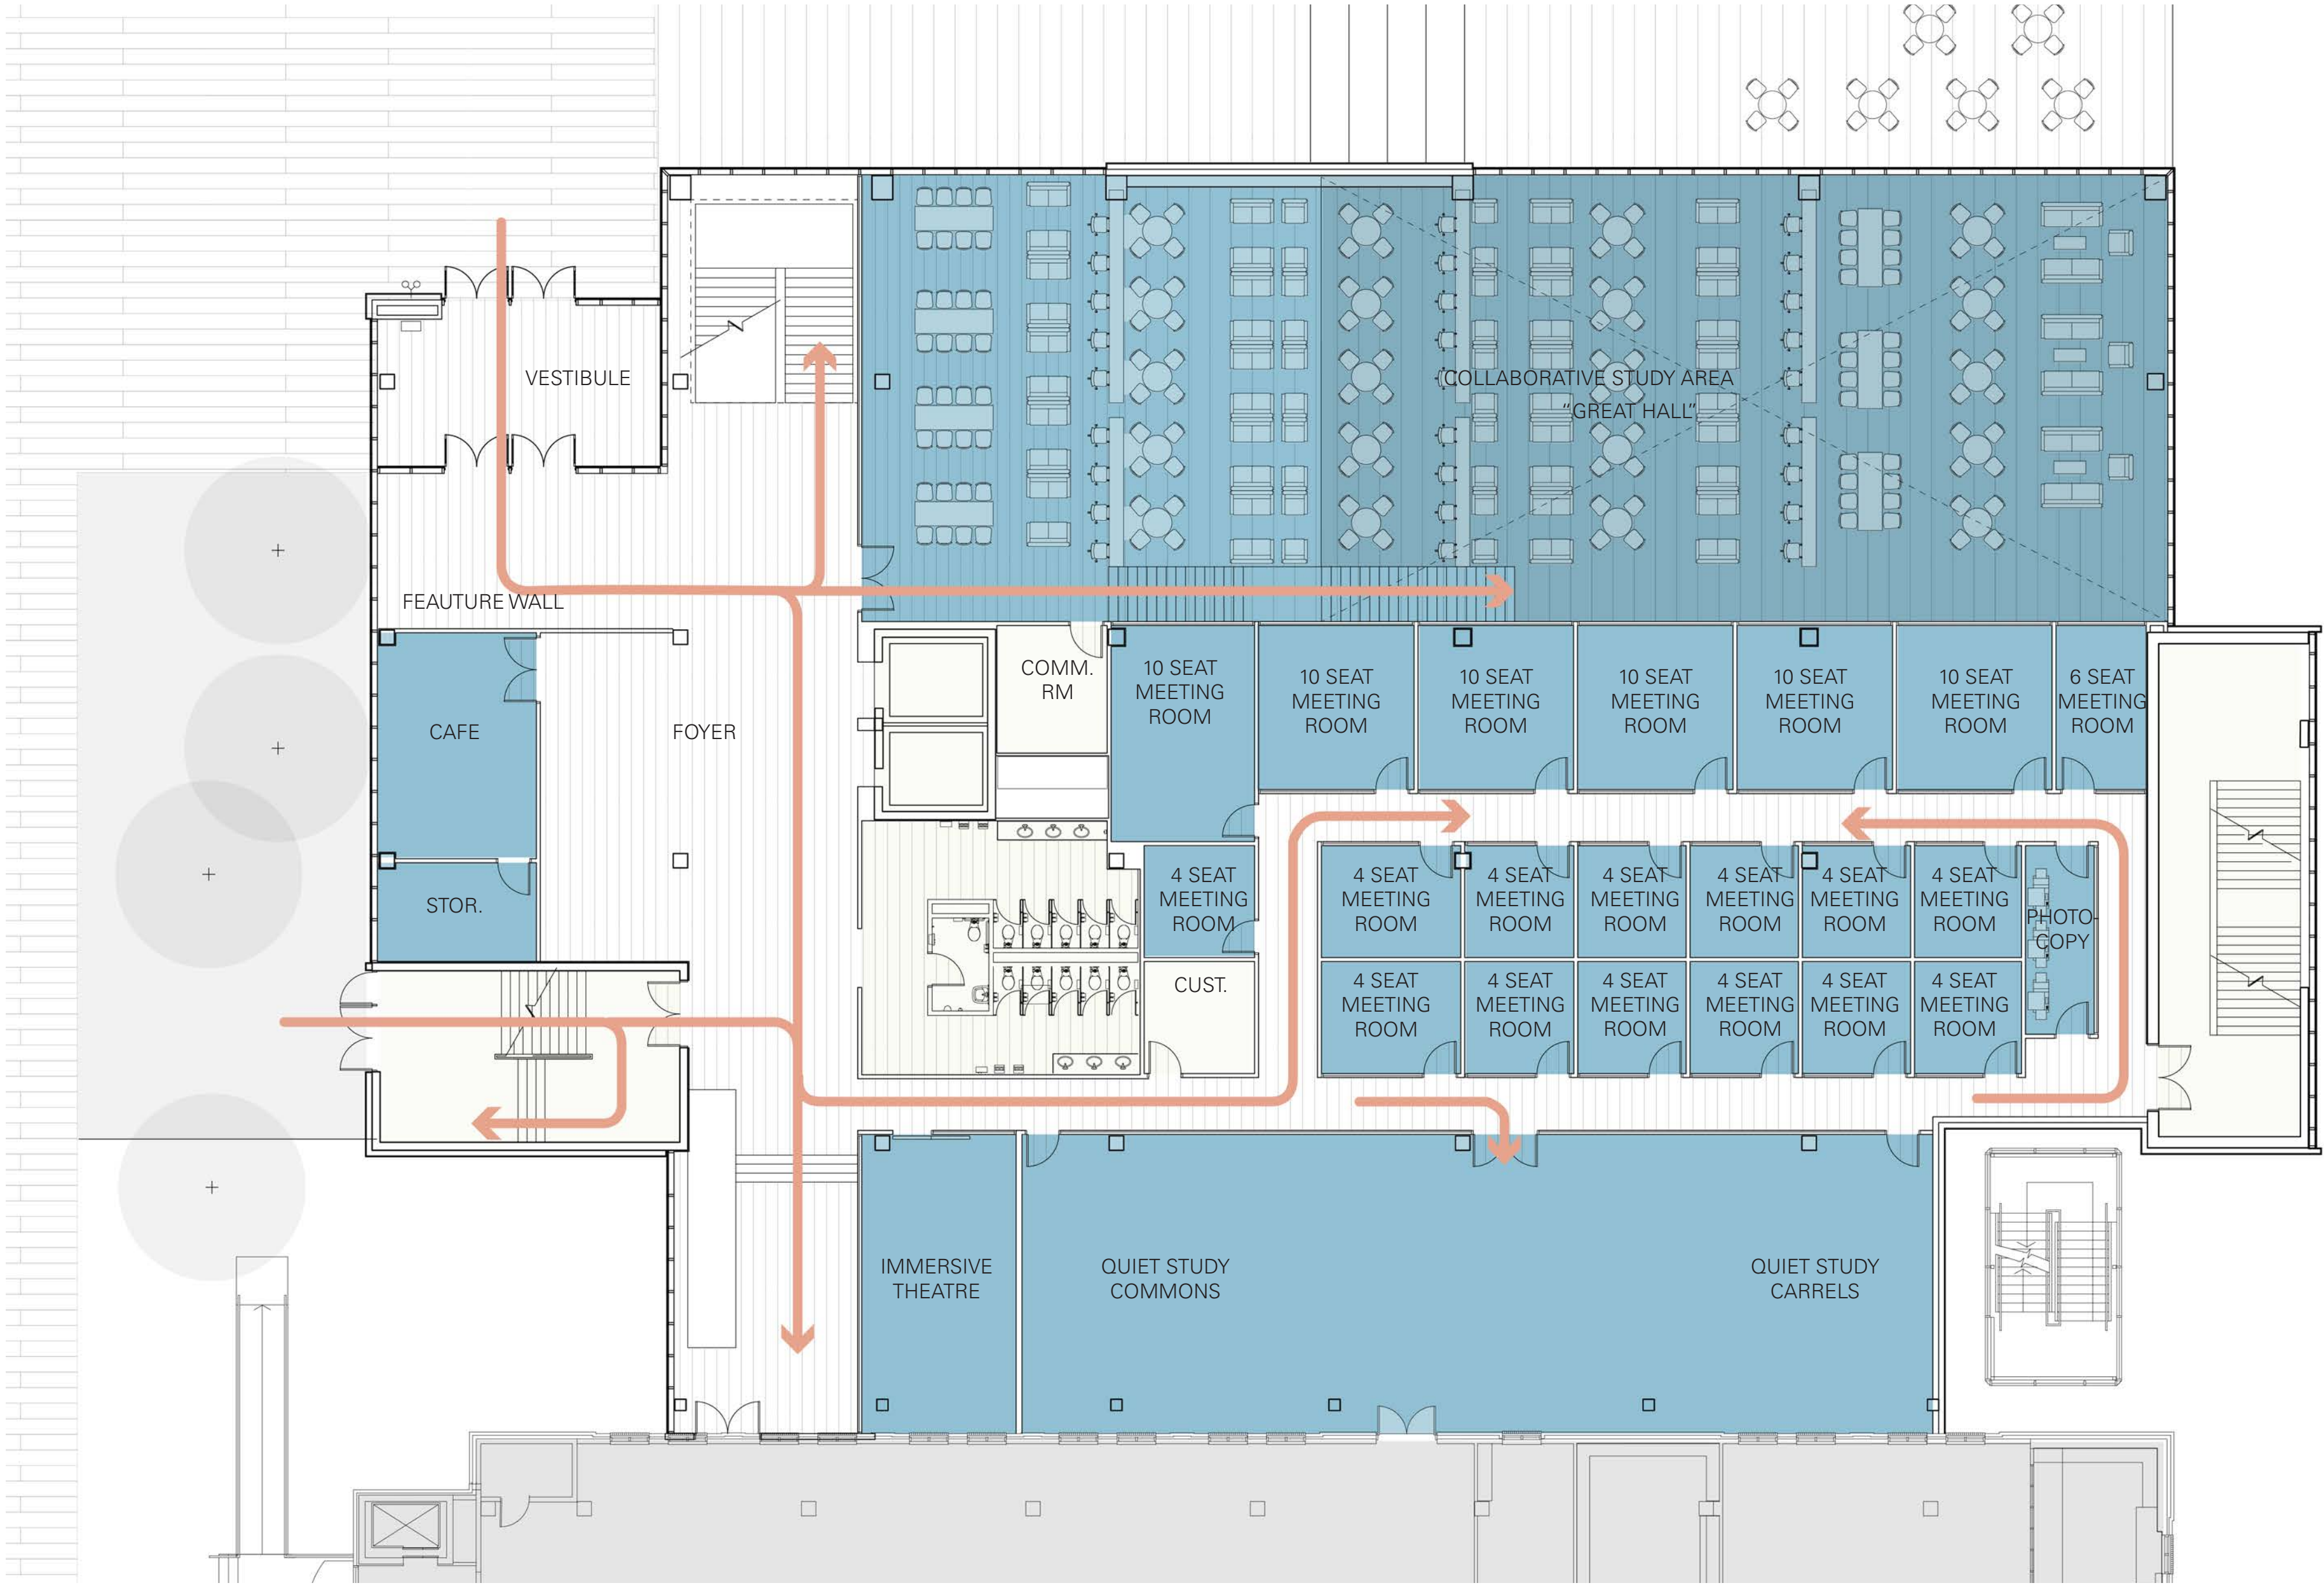 VESTIBULE
COLLABORATIVE STUDY AREA
"GREAT HALL"
FEAUTURE WALL
CAFE
FOYER
STOR.
COMM.
RM
10 SEAT
MEETING
ROOM
10 SEAT
MEETING
ROOM
10 SEAT
MEETING
ROOM
10 SEAT
MEETING
ROOM
10 SEAT
MEETING
ROOM
10 SEAT
MEETING
ROOM
6 SEAT
MEETING
ROOM
4 SEAT
MEETING
ROOM
4 SEAT
MEETING
ROOM
4 SEAT
MEETING
ROOM
4 SEAT
MEETING
ROOM
4 SEAT
MEETING
ROOM
4 SEAT
MEETING
ROOM
4 SEAT
MEETING
ROOM
PHOTO-
COPY
CUST.
4 SEAT
MEETING
ROOM
4 SEAT
MEETING
ROOM
4 SEAT
MEETING
ROOM
4 SEAT
MEETING
ROOM
4 SEAT
MEETING
ROOM
4 SEAT
MEETING
ROOM
IMMERSIVE
THEATRE
QUIET STUDY
COMMONS
QUIET STUDY
CARRELS